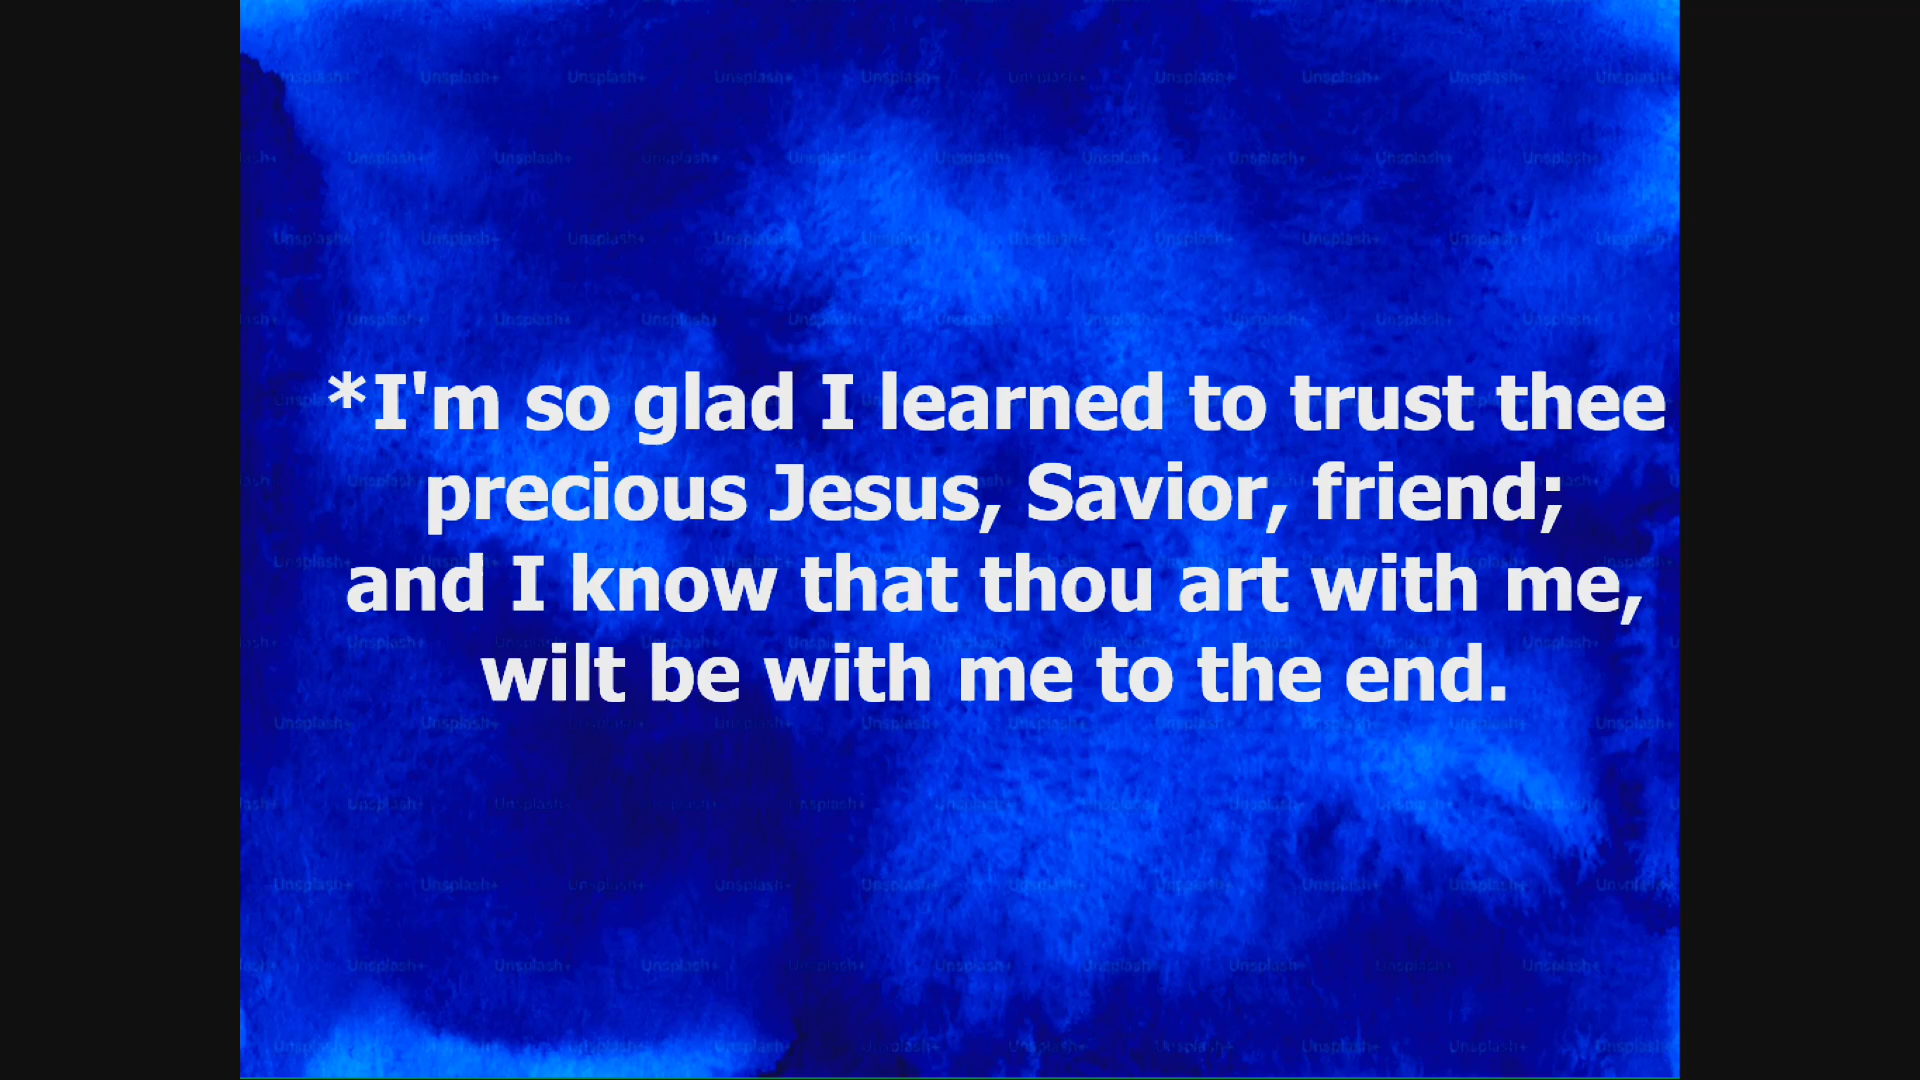 *I'm so glad I learned to trust thee
precious Jesus, Savior, friend;
and I know that thou art with me,
wilt be with me to the end.